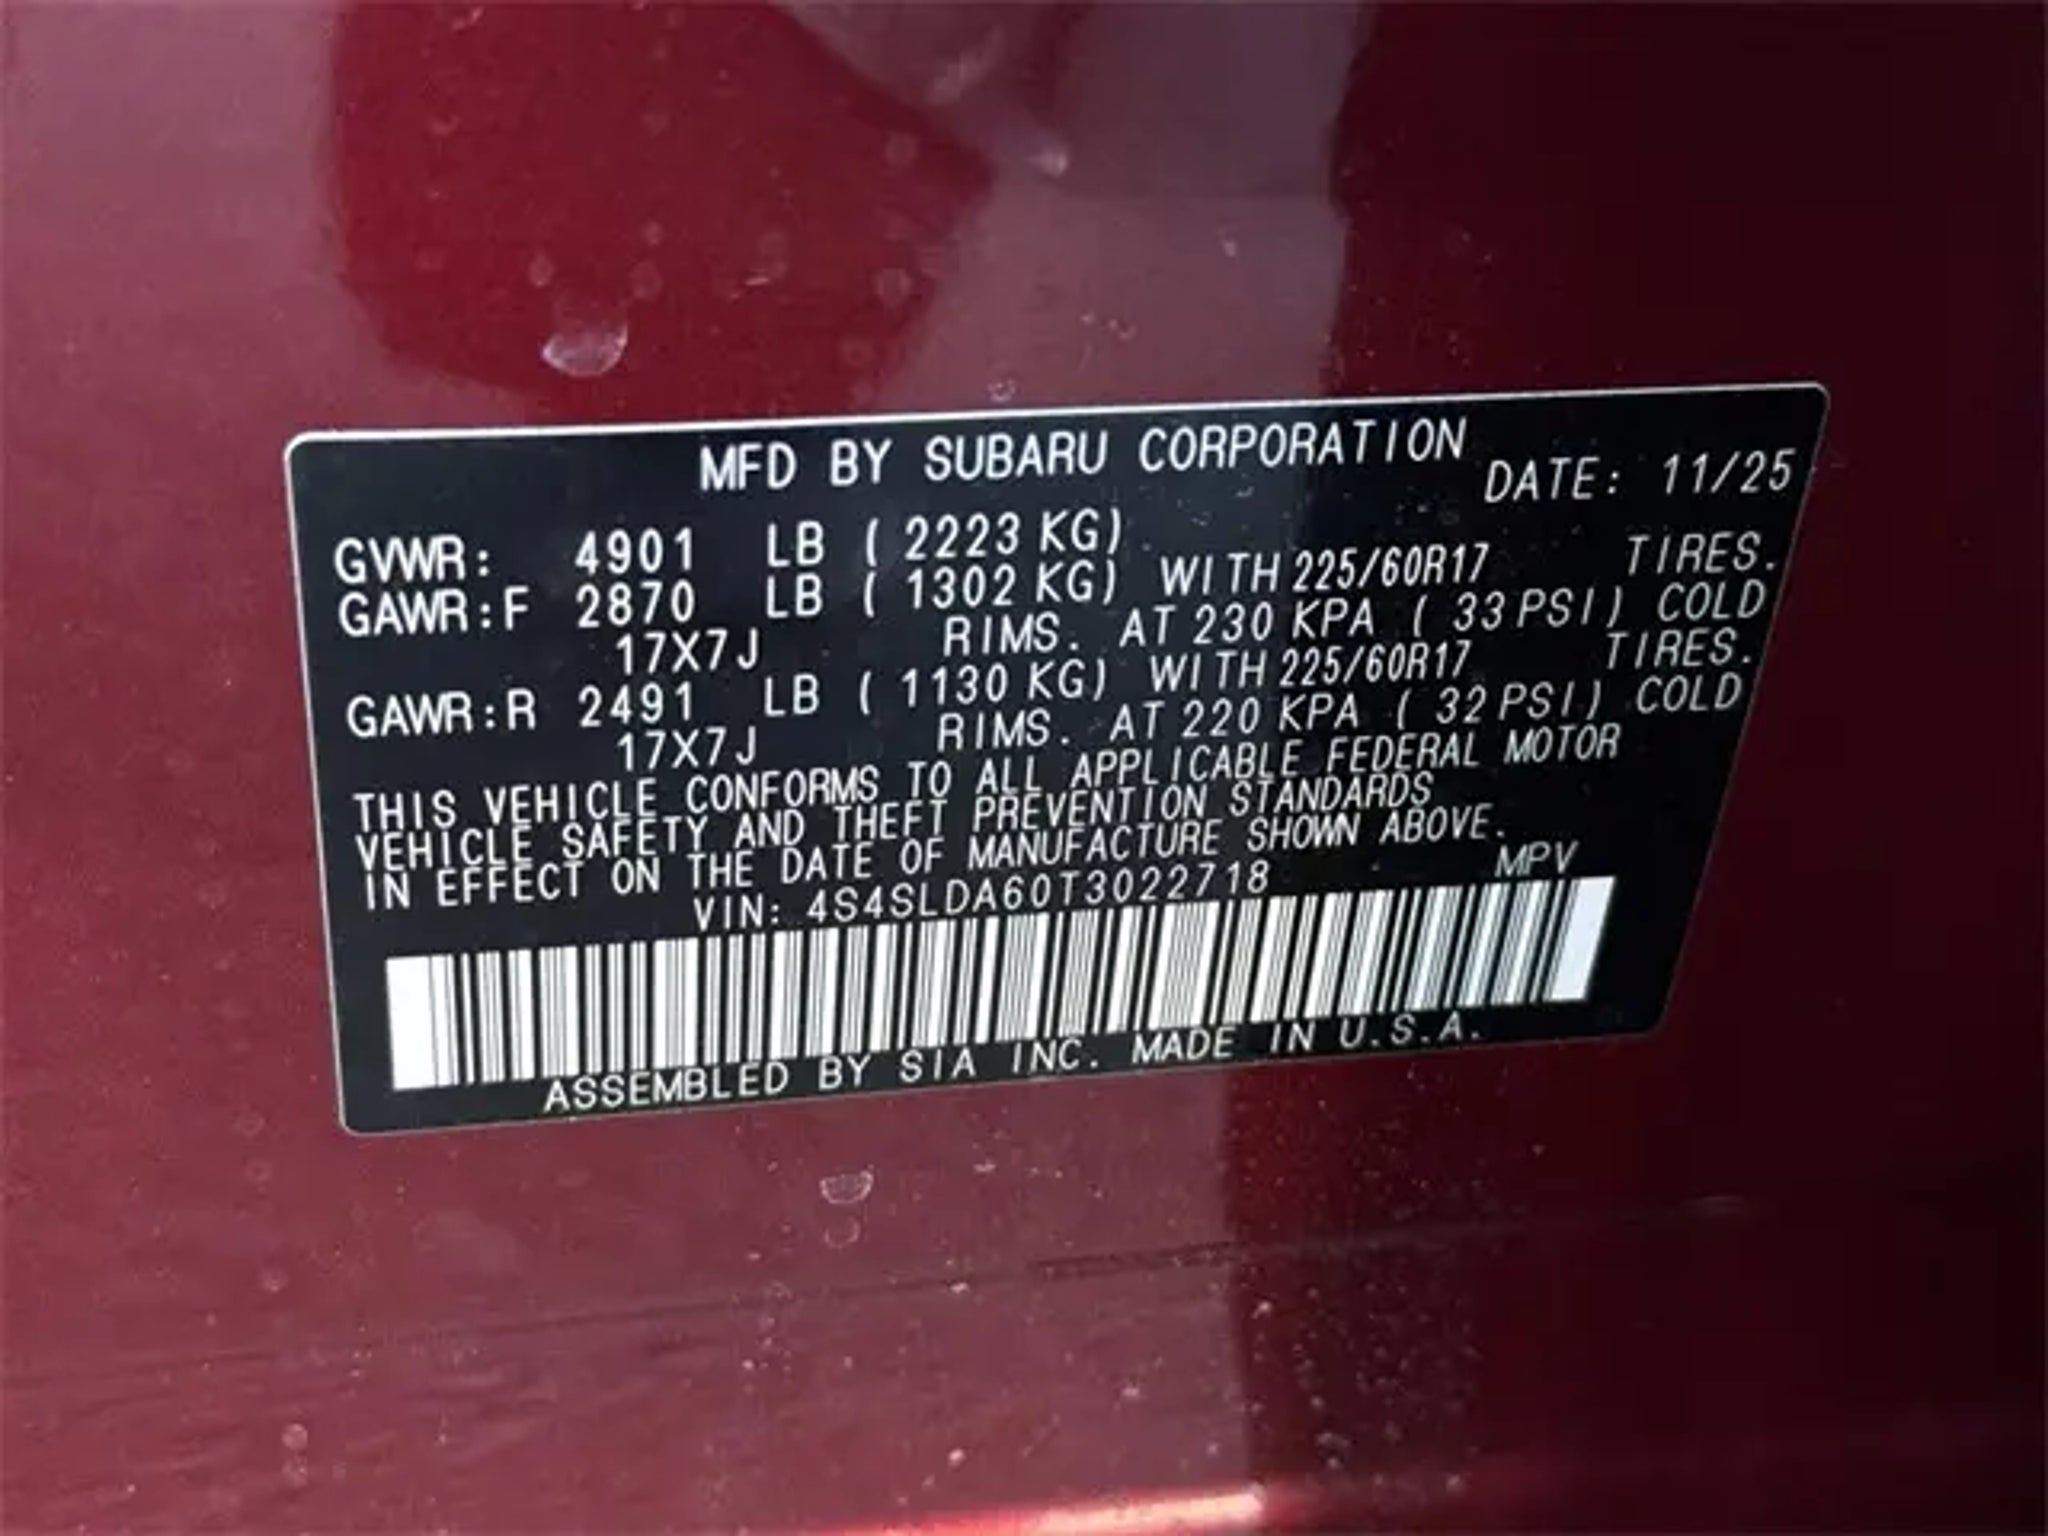 MFD BY SUBARU CORPORATION DATE: 11/25
GVWR: 4901 LB ( 2223 KG)
GAWR:F 2870 LB ( 1302 KG) WITH 225/60R17 TIRES.
17X7J RIMS. AT 230 KPA ( 33 PSI) COLD
GAWR:R 2491 LB ( 1130 KG) WITH 225/60R17 TIRES.
17X7J RIMS. AT 220 KPA ( 32 PSI) COLD
THIS VEHICLE CONFORMS TO ALL APPLICABLE FEDERAL MOTOR
VEHICLE SAFETY AND THEFT PREVENTION STANDARDS
IN EFFECT ON THE DATE OF MANUFACTURE SHOWN ABOVE.
VIN: 4S4SLDA60T3022718 MPV
ASSEMBLED BY SIA INC. MADE IN U.S.A.